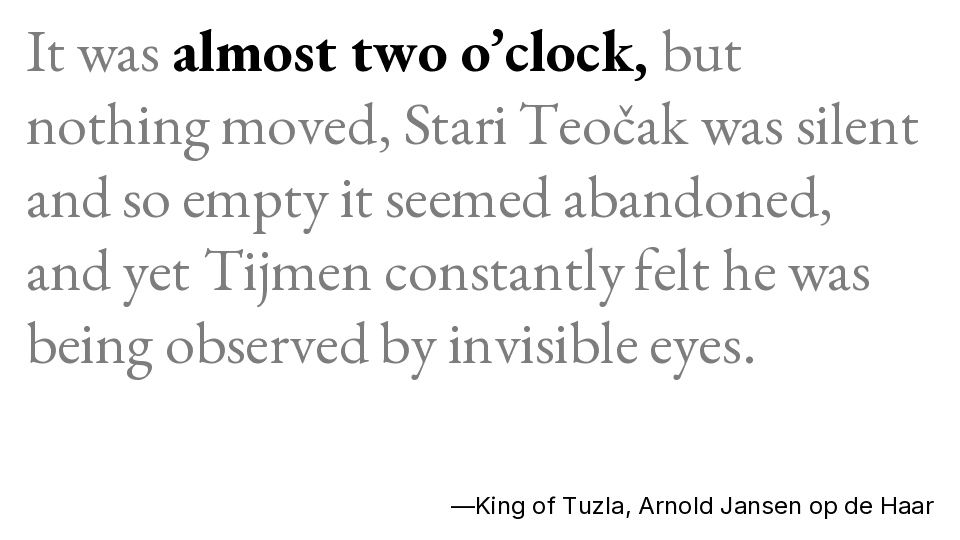 It was almost two o’clock, but
nothing moved, Stari Teočak was silent
and so empty it seemed abandoned,
and yet Tijmen constantly felt he was
being observed by invisible eyes.
—King of Tuzla, Arnold Jansen op de Haar